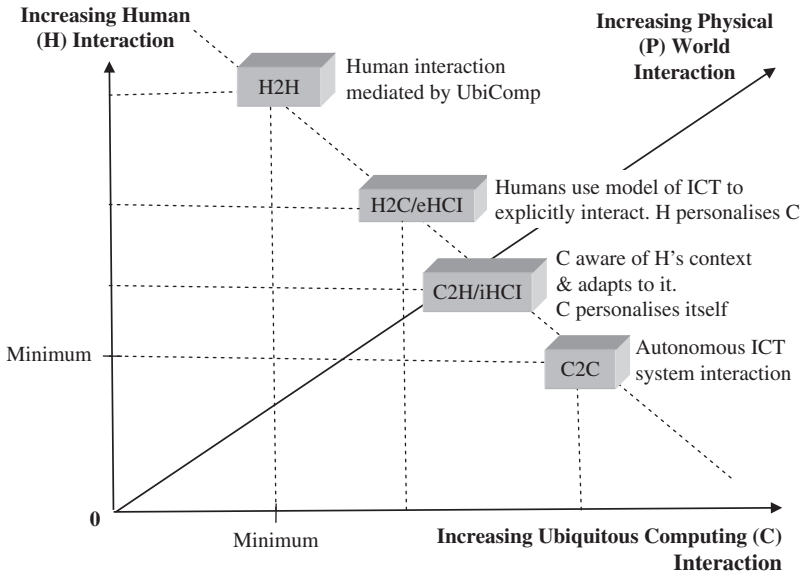 Increasing Human
(H) Interaction
Increasing Physical
(P) World
Interaction
H2H
Human interaction
mediated by UbiComp
H2C/eHCI
Humans use model of ICT to
explicitly interact. H personalises C
C2H/iHCI
C aware of H's context
& adapts to it.
C personalises itself
Minimum
C2C
Autonomous ICT
system interaction
0
Minimum
Increasing Ubiquitous Computing (C)
Interaction